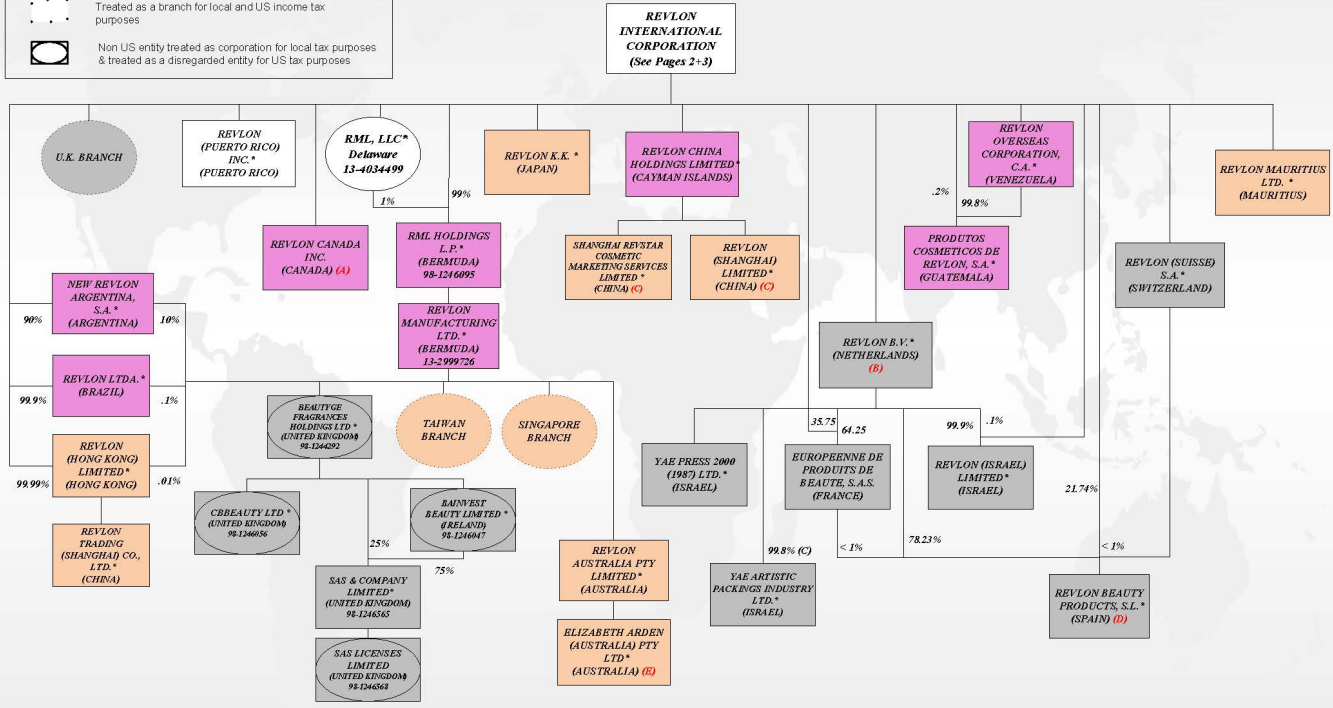 Treated as a branch for local and US income tax
purposes
Non US entity treated as corporation for local tax purposes
& treated as a disregarded entity for US tax purposes
REVLON
INTERNATIONAL
CORPORATION
(See Pages 2+3)
U.K. BRANCH
REVLON
(PUERTO RICO)
INC.*
(PUERTO RICO)
RML, LLC*
Delaware
13-4034499
1%
99%
REVLON K.K. *
(JAPAN)
REVLON CHINA
HOLDINGS LIMITED*
(CAYMAN ISLANDS)
REVLON
OVERSEAS
CORPORATION,
C.A.*
(VENEZUELA)
.2%
99.8%
REVLON MAURITIUS
LTD. *
(MAURITIUS)
REVLON CANADA
INC.
(CANADA) (A)
RML HOLDINGS
L.P.*
(BERMUDA)
98-1246095
SHANGHAI REVSTAR
COSMETIC
MARKETING SERVICES
LIMITED *
(CHINA) (C)
REVLON
(SHANGHAI)
LIMITED*
(CHINA) (C)
PRODUTOS
COSMETICOS DE
REVLON, S.A.*
(GUATEMALA)
REVLON (SUISSE)
S.A.*
(SWITZERLAND)
NEW REVLON
ARGENTINA,
S.A.*
(ARGENTINA)
90%
10%
REVLON
MANUFACTURING
LTD.*
(BERMUDA)
13-2999726
REVLON B.V.*
(NETHERLANDS)
(B)
REVLON LTDA.*
(BRAZIL)
99.9%
.1%
BEAUTYGE
FRAGRANCES
HOLDINGS LTD *
(UNITED KINGDOM)
98-1244292
TAIWAN
BRANCH
SINGAPORE
BRANCH
35.75
64.25
99.9%
.1%
REVLON
(HONG KONG)
LIMITED*
(HONG KONG)
99.99%
.01%
YAE PRESS 2000
(1987) LTD.*
(ISRAEL)
EUROPEENNE DE
PRODUITS DE
BEAUTE, S.A.S.
(FRANCE)
REVLON (ISRAEL)
LIMITED*
(ISRAEL)
21.74%
CBBEAUTY LTD *
(UNITED KINGDOM)
98-1246056
BAINVEST
BEAUTY LIMITED *
(IRELAND)
98-1246047
25%
75%
REVLON
TRADING
(SHANGHAI) CO.,
LTD.*
(CHINA)
REVLON
AUSTRALIA PTY
LIMITED*
(AUSTRALIA)
99.8% (C)
< 1%
78.23%
< 1%
SAS & COMPANY
LIMITED*
(UNITED KINGDOM)
98-1246565
YAE ARTISTIC
PACKINGS INDUSTRY
LTD.*
(ISRAEL)
REVLON BEAUTY
PRODUCTS, S.L.*
(SPAIN) (D)
ELIZABETH ARDEN
(AUSTRALIA) PTY
LTD*
(AUSTRALIA) (E)
SAS LICENSES
LIMITED
(UNITED KINGDOM)
98-1246568